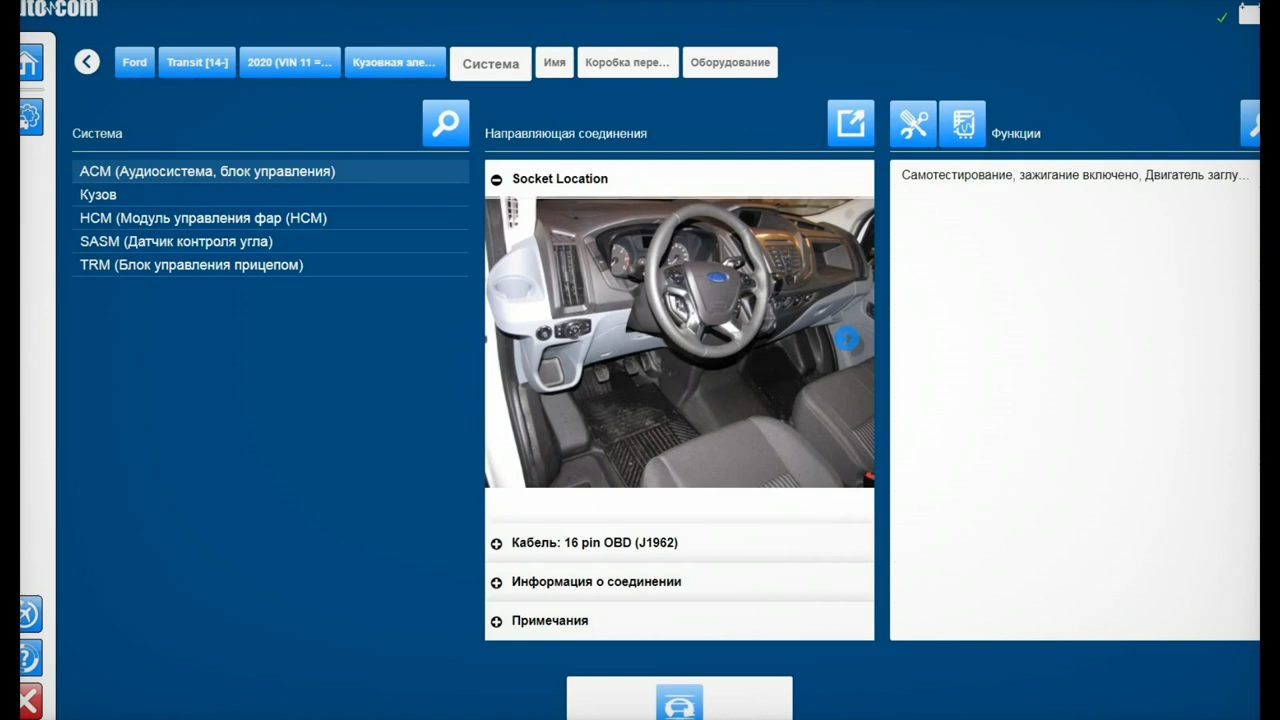 uto com
Ford
Transit [14-]
2020 (VIN 11 =...
Кузовная эле...
Система
Имя
Коробка пере...
Оборудование
Система
ACM (Аудиосистема, блок управления)
Кузов
HCM (Модуль управления фар (HCM)
SASM (Датчик контроля угла)
TRM (Блок управления прицепом)
Направляющая соединения
Socket Location
Кабель: 16 pin OBD (J1962)
Информация о соединении
Примечания
Функции
Самотестирование, зажигание включено, Двигатель заглу...